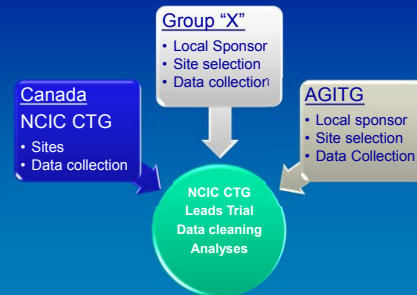 Group “X”
• Local Sponsor
• Site selection
• Data collection
Canada
NCIC CTG
• Sites
• Data collection
AGITG
• Local sponsor
• Site selection
• Data Collection
NCIC CTG
Leads Trial
Data cleaning
Analyses